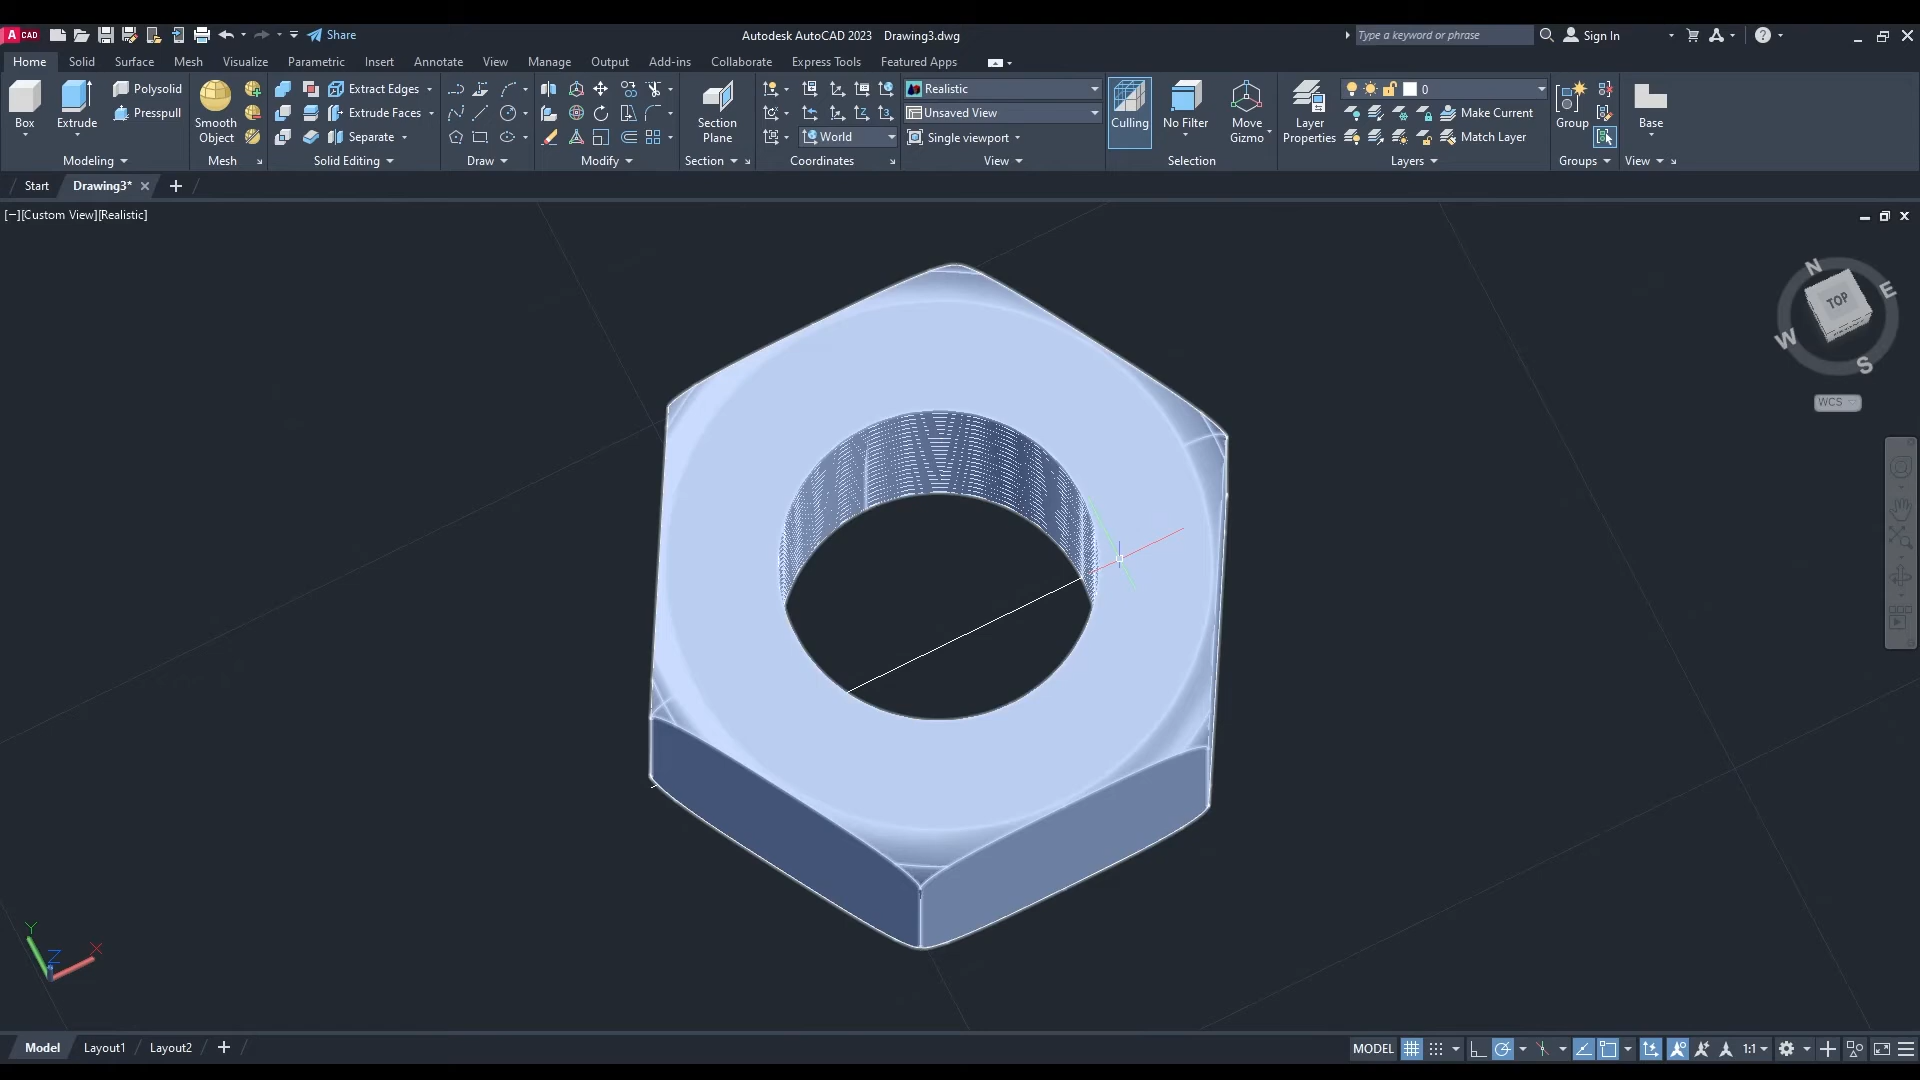 A CAD Share Autodesk AutoCAD 2023 Drawing3.dwg Type a keyword or phrase Sign In
Home Solid Surface Mesh Visualize Parametric Insert Annotate View Manage Output Add-ins Collaborate Express Tools Featured Apps
Polysolid Extract Edges Realistic 0
Presspull Extrude Faces Unsaved View Make Current
Box Extrude Smooth Object Separate Section Plane World Single viewport Culling No Filter Move Gizmo Layer Properties Match Layer Group Base
Modeling Mesh Solid Editing Draw Modify Section Coordinates View Selection Layers Groups View
Start Drawing3* +
[−][Custom View][Realistic]
N
E
TOP
W
S
WCS
Y
X
Z
Model Layout1 Layout2 + MODEL 1:1